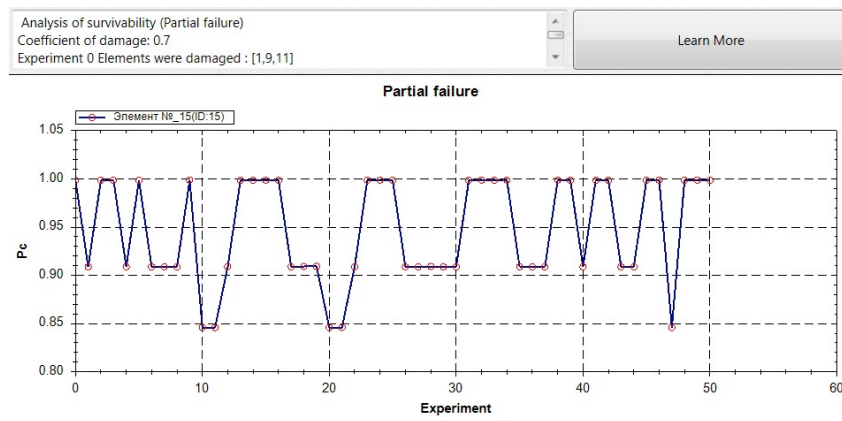 Analysis of survivability (Partial failure)
Coefficient of damage: 0.7
Experiment 0 Elements were damaged : [1,9,11]
Learn More
Partial failure
Элемент №_15(ID:15)
1.05
1.00
0.95
0.90
0.85
0.80
Pc
0 10 20 30 40 50 60
Experiment